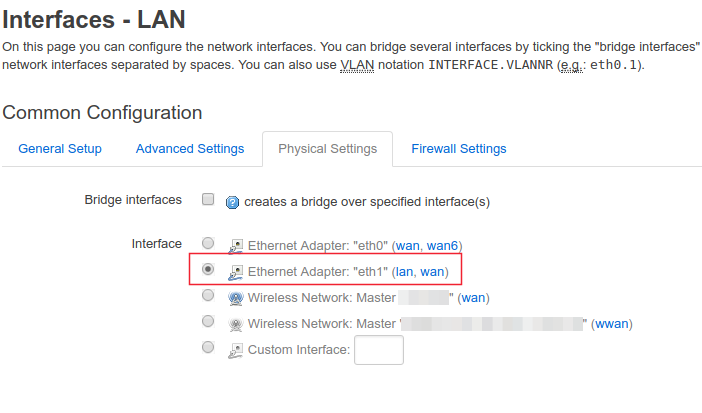 Interfaces - LAN
On this page you can configure the network interfaces. You can bridge several interfaces by ticking the "bridge interfaces"
network interfaces separated by spaces. You can also use VLAN notation INTERFACE.VLANNR (e.g.: eth0.1).
Common Configuration
General Setup Advanced Settings Physical Settings Firewall Settings
Bridge interfaces creates a bridge over specified interface(s)
Interface Ethernet Adapter: "eth0" (wan, wan6)
Ethernet Adapter: "eth1" (lan, wan)
Wireless Network: Master " (wan)
Wireless Network: Master " " (wwan)
Custom Interface: